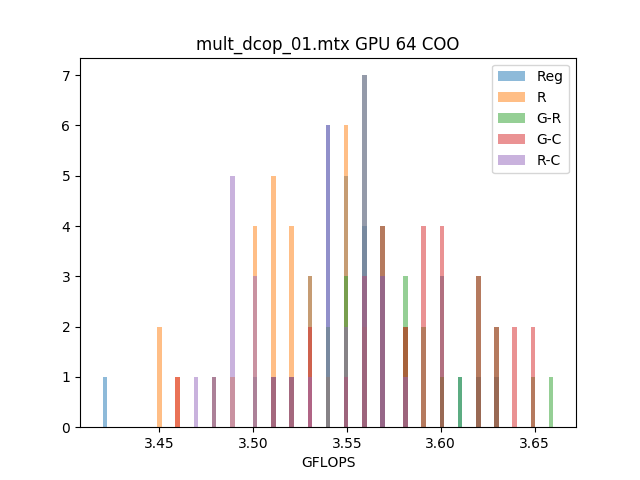 mult_dcop_01.mtx GPU 64 COO
Reg
R
G-R
G-C
R-C
7
6
5
4
3
2
1
0
3.45 3.50 3.55 3.60 3.65
GFLOPS